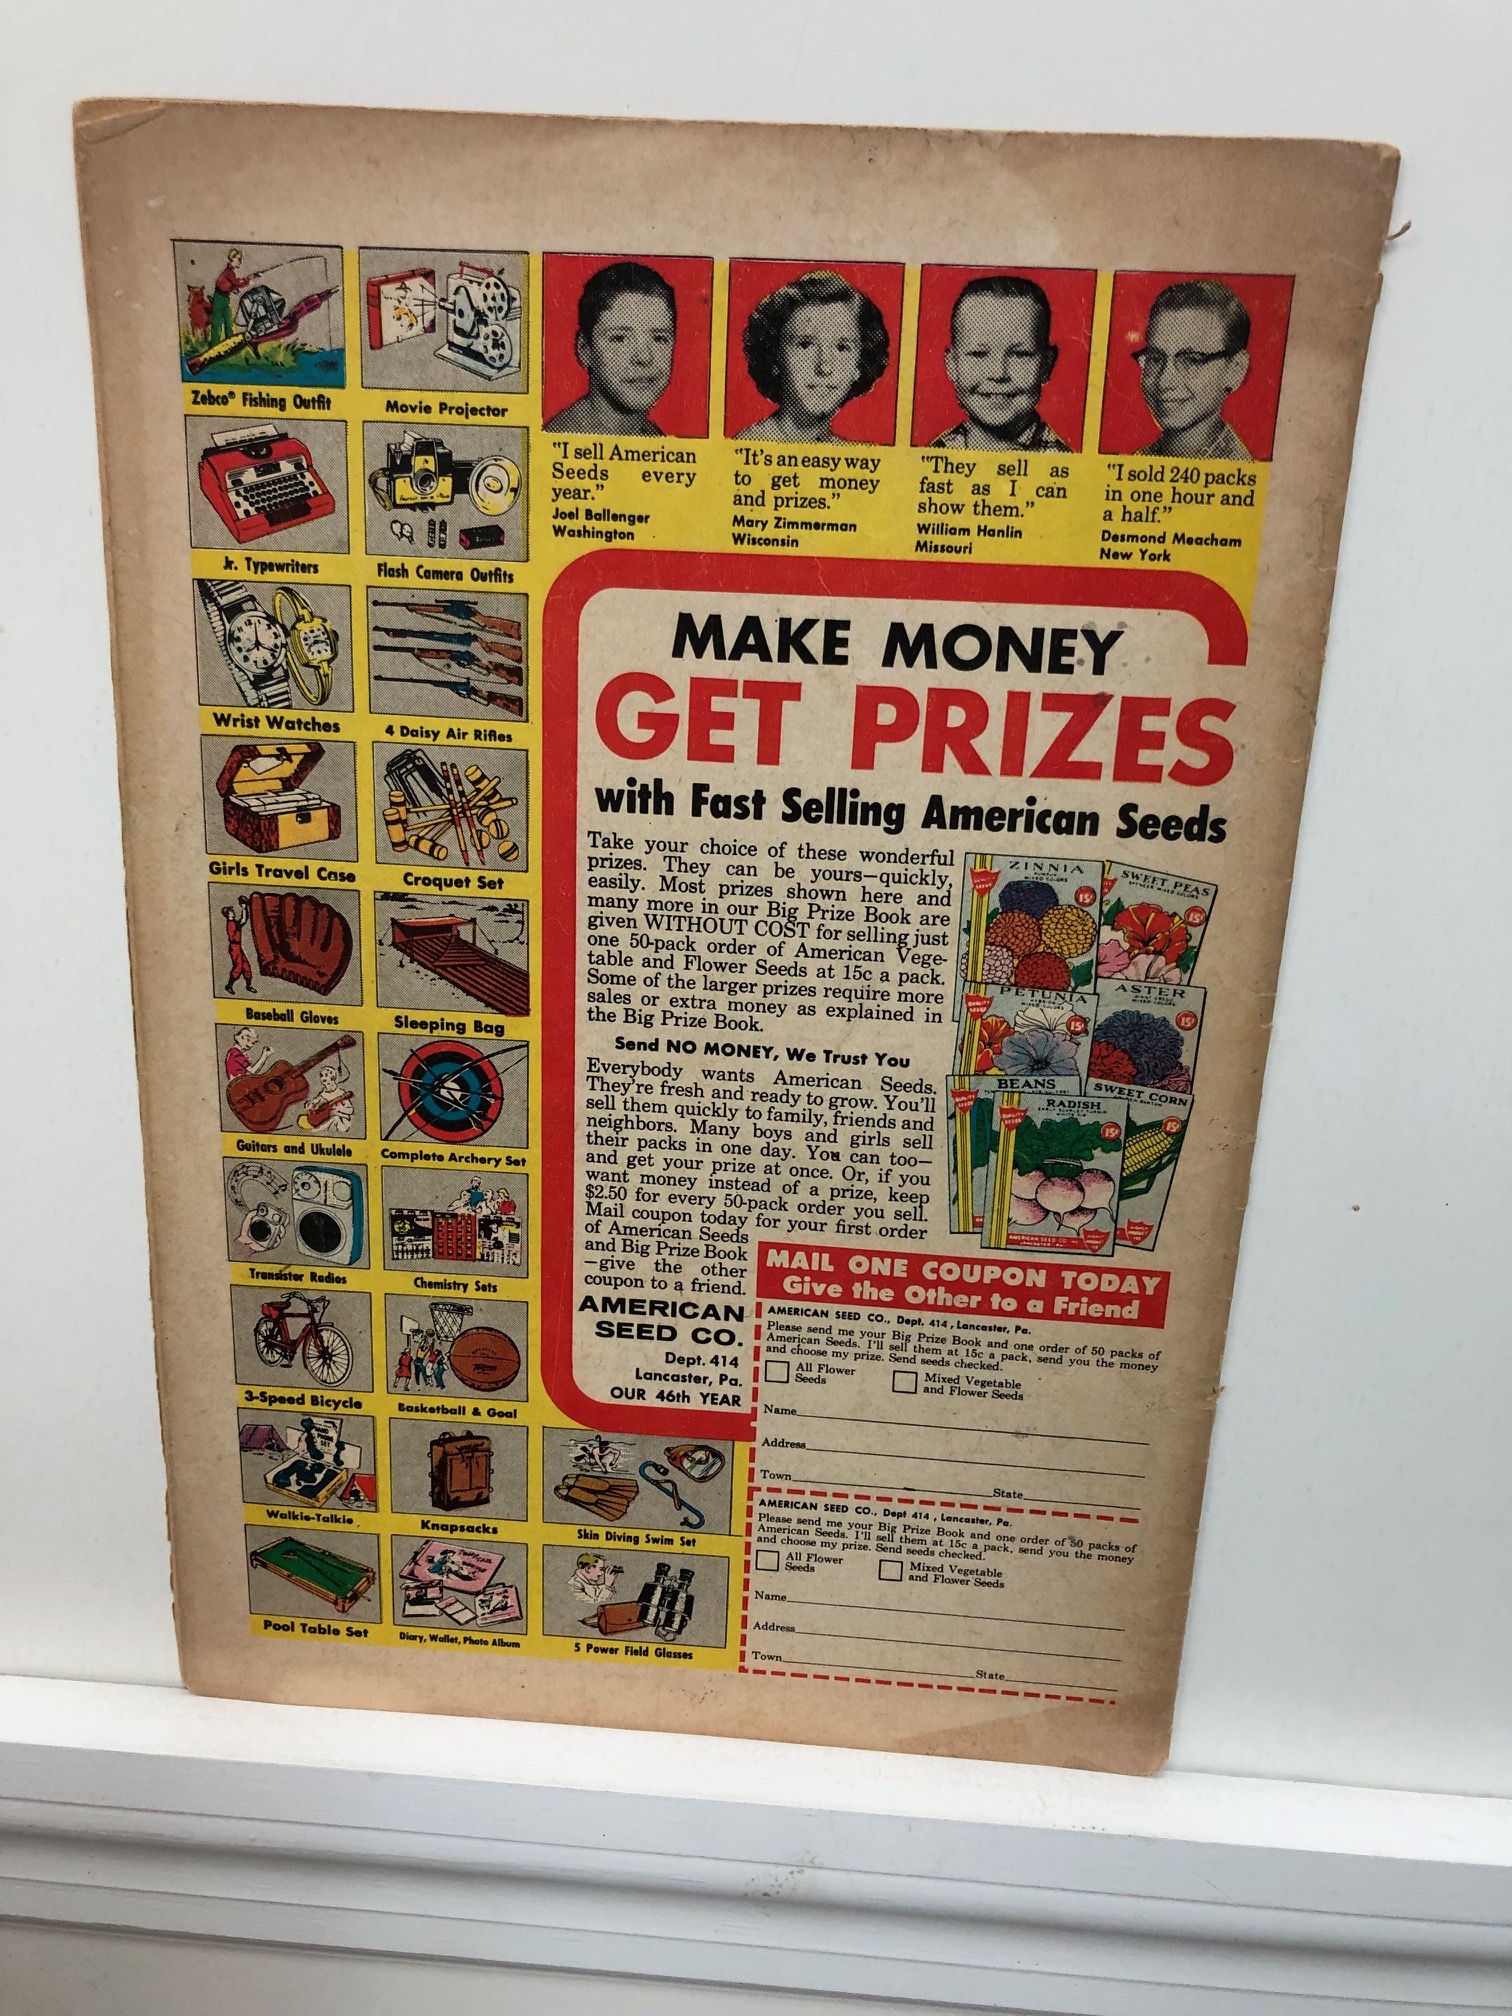 Zebco® Fishing Outfit
Movie Projector
Jr. Typewriters
Flash Camera Outfits
Wrist Watches
4 Daisy Air Rifles
Girls Travel Case
Croquet Set
Baseball Gloves
Sleeping Bag
Guitars and Ukulele
Complete Archery Set
Transistor Radios
Chemistry Sets
3-Speed Bicycle
Basketball & Goal
Walkie-Talkie
Knapsacks
Skin Diving Swim Set
Pool Table Set
Diary, Wallet, Photo Album
5 Power Field Glasses
"I sell American
Seeds every
year."
Joel Ballenger
Washington
"It's an easy way
to get money
and prizes."
Mary Zimmerman
Wisconsin
"They sell as
fast as I can
show them."
William Hanlin
Missouri
"I sold 240 packs
in one hour and
a half."
Desmond Meacham
New York
MAKE MONEY
GET PRIZES
with Fast Selling American Seeds
Take your choice of these wonderful
prizes. They can be yours—quickly,
easily. Most prizes shown here and
many more in our Big Prize Book are
given WITHOUT COST for selling just
one 50-pack order of American Vege-
table and Flower Seeds at 15c a pack.
Some of the larger prizes require more
sales or extra money as explained in
the Big Prize Book.
Send NO MONEY, We Trust You
Everybody wants American Seeds.
They're fresh and ready to grow. You'll
sell them quickly to family, friends and
neighbors. Many boys and girls sell
their packs in one day. You can too—
and get your prize at once. Or, if you
want money instead of a prize, keep
$2.50 for every 50-pack order you sell.
Mail coupon today for your first order
of American Seeds
and Big Prize Book
—give the other
coupon to a friend.
AMERICAN
SEED CO.
Dept. 414
Lancaster, Pa.
OUR 46th YEAR
ZINNIA
MIXED COLORS
15¢
SWEET PEAS
15¢
PETUNIA
MIXED COLORS
15¢
ASTER
MIXED COLORS
15¢
BEANS
SWEET CORN
RADISH
15¢
AMERICAN SEED CO.
MAIL ONE COUPON TODAY
Give the Other to a Friend
AMERICAN SEED CO., Dept. 414, Lancaster, Pa.
Please send me your Big Prize Book and one order of 50 packs of
American Seeds. I'll sell them at 15c a pack, send you the money
and choose my prize. Send seeds checked.
All Flower
Seeds
Mixed Vegetable
and Flower Seeds
Name
Address
Town State
AMERICAN SEED CO., Dept 414, Lancaster, Pa.
Please send me your Big Prize Book and one order of 50 packs of
American Seeds. I'll sell them at 15c a pack, send you the money
and choose my prize. Send seeds checked.
All Flower
Seeds
Mixed Vegetable
and Flower Seeds
Name
Address
Town State